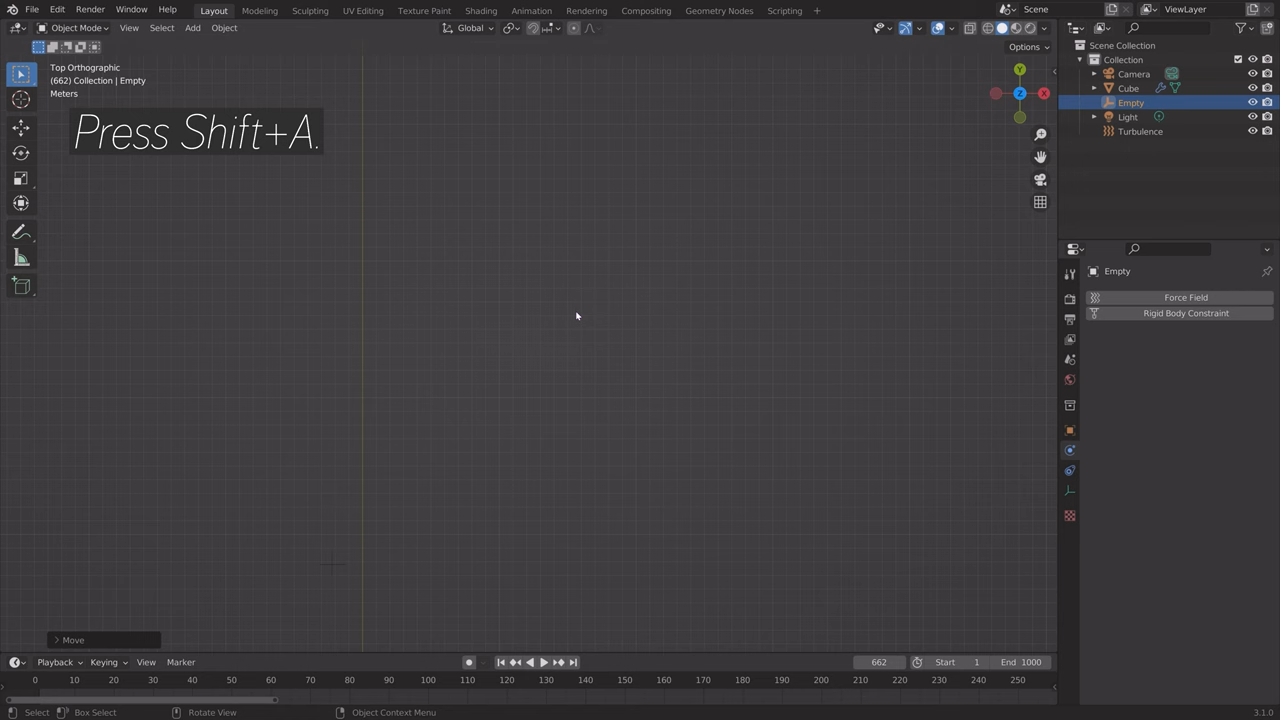 File Edit Render Window Help Layout Modeling Sculpting UV Editing Texture Paint Shading Animation Rendering Compositing Geometry Nodes Scripting + Scene ViewLayer
Object Mode View Select Add Object Global
Options
Top Orthographic
(662) Collection | Empty
Meters
Press Shift+A.
Y
Z
X
Scene Collection
Collection
Camera
Cube
Empty
Light
Turbulence
Empty
Force Field
Rigid Body Constraint
Move
Playback Keying View Marker 662 Start 1 End 1000
0 10 20 30 40 50 60 70 80 90 100 110 120 130 140 150 160 170 180 190 200 210 220 230 240 250
Select Box Select Rotate View Object Context Menu 3.1.0